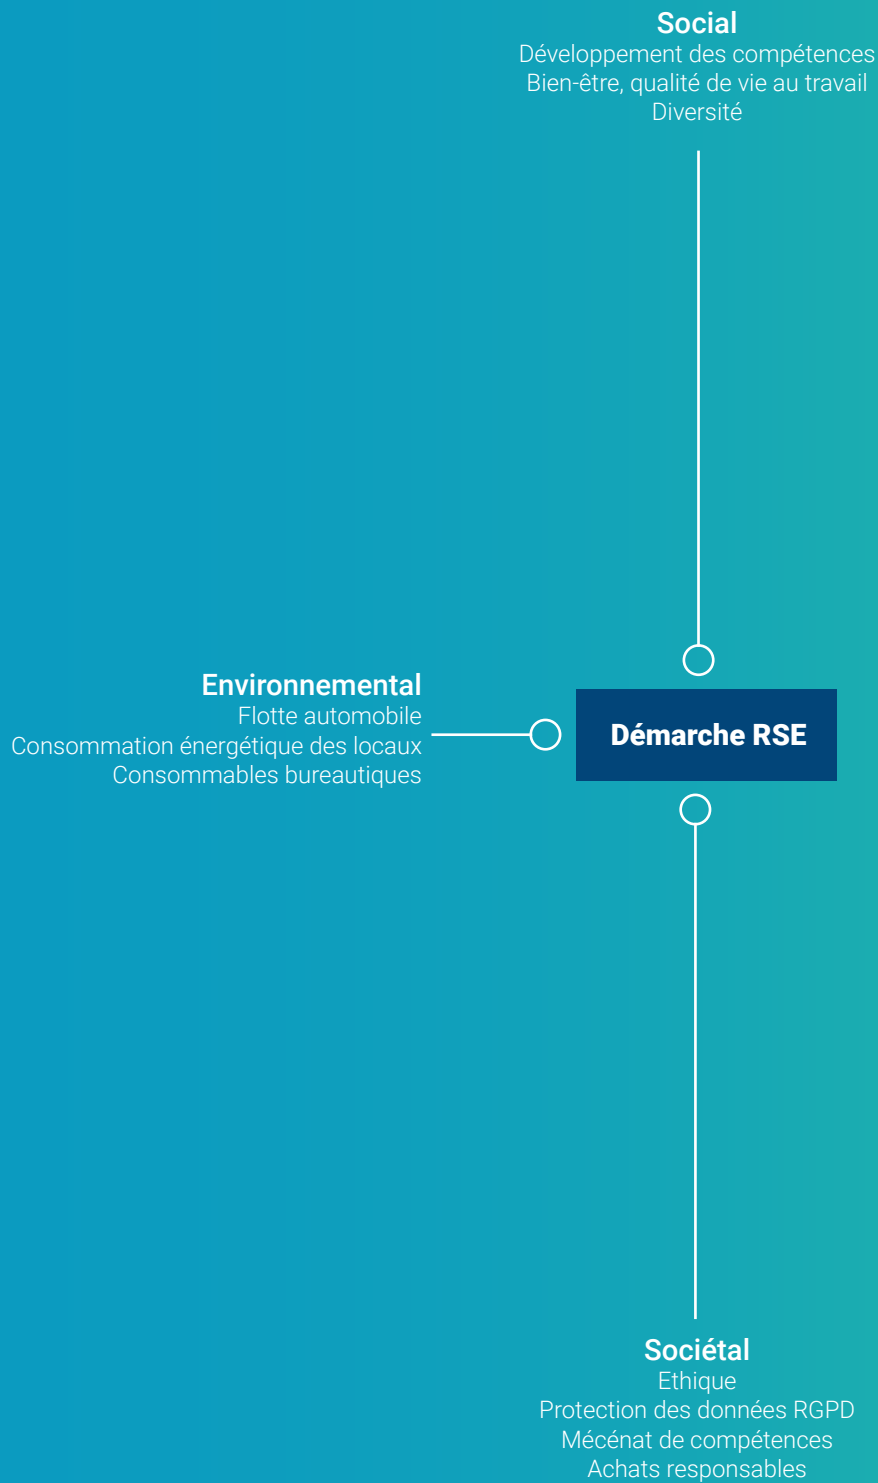 Social
Développement des compétences
Bien-être, qualité de vie au travail
Diversité
Environnemental
Flotte automobile
Consommation énergétique des locaux
Consommables bureautiques
Démarche RSE
Sociétal
Ethique
Protection des données RGPD
Mécénat de compétences
Achats responsables